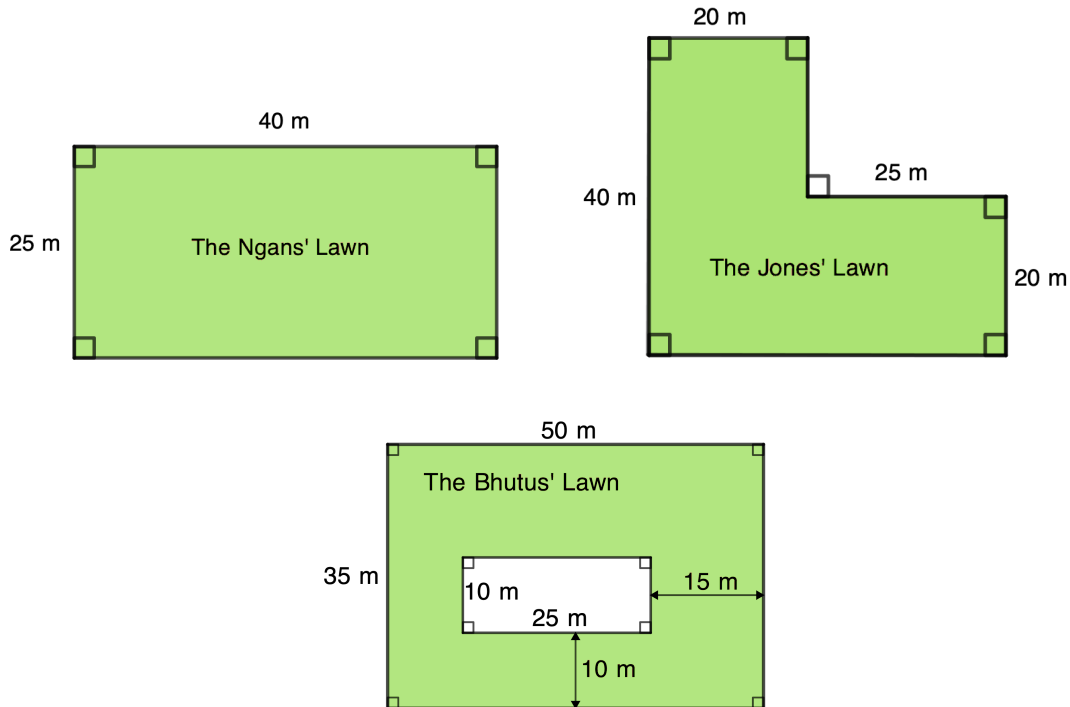 20 m
40 m
25 m
25 m
The Ngans' Lawn
40 m
The Jones' Lawn
20 m
50 m
The Bhutus' Lawn
35 m
10 m
25 m
15 m
10 m